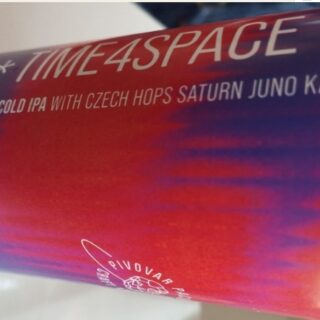 TIME4SPACE
COLD IPA WITH CZECH HOPS SATURN JUNO
PIVOVAR